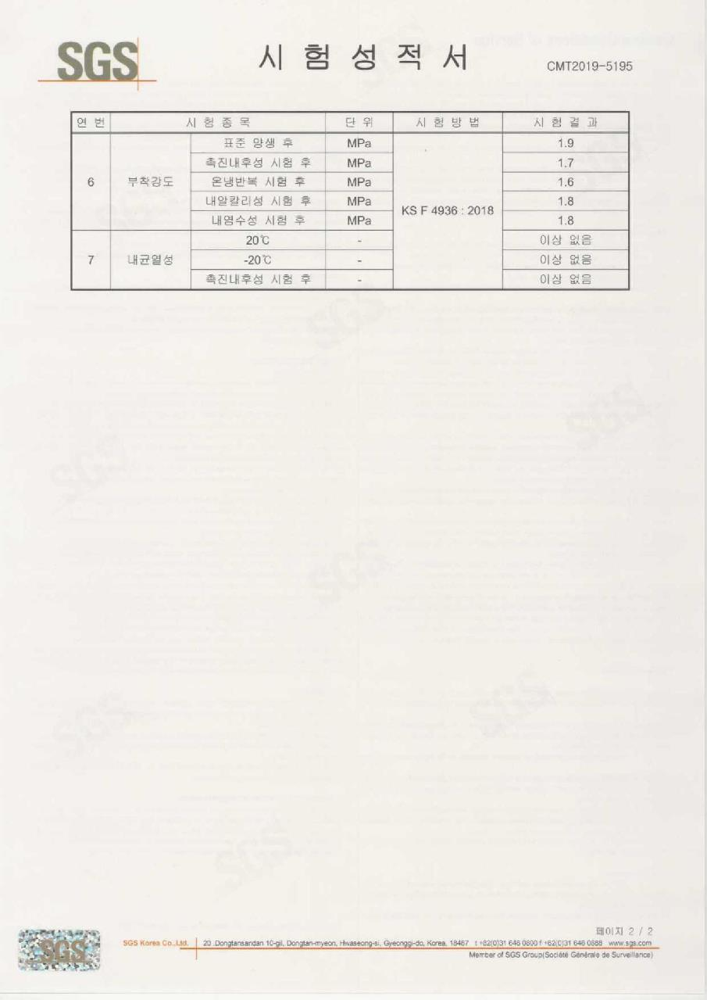 SGS
시 험 성 적 서
CMT2019-5195
연 번 시 험 종 목 단 위 시 험 방 법 시 험 결 과
6 부착강도 표준 양생 후 MPa KS F 4936 : 2018 1.9
촉진내후성 시험 후 MPa 1.7
온냉반복 시험 후 MPa 1.6
내알칼리성 시험 후 MPa 1.8
내염수성 시험 후 MPa 1.8
7 내균열성 20℃ - 이상 없음
-20℃ - 이상 없음
촉진내후성 시험 후 - 이상 없음
페이지 2 / 2
SGS
SGS Korea Co.,Ltd. 20 ,Dongtansandan 10-gil, Dongtan-myeon, Hwaseong-si, Gyeonggi-do, Korea, 18487 t +82(0)31 646 0800 f +82(0)31 646 0888 www.sgs.com
Member of SGS Group(Société Générale de Surveillance)